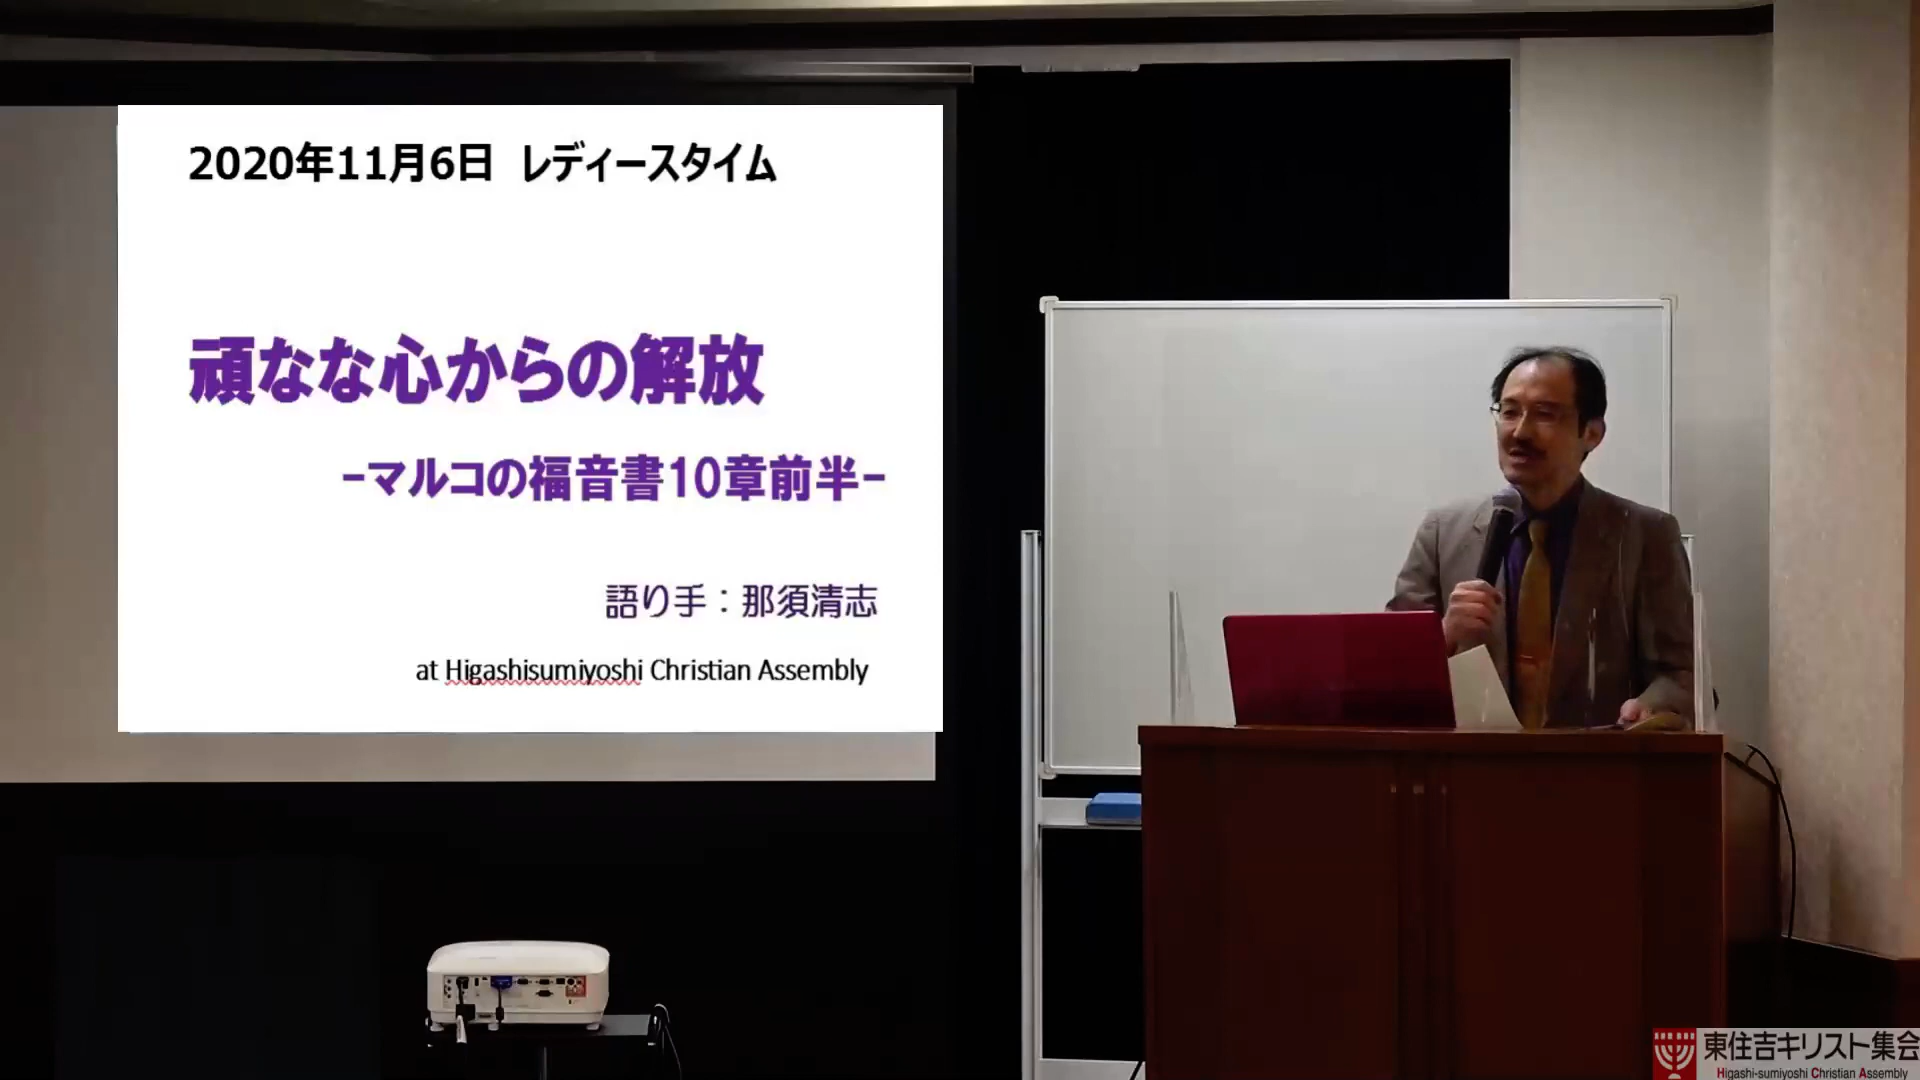 2020年11月6日 レディースタイム
頑なな心からの解放
-マルコの福音書10章前半-
語り手：那須清志
at Higashisumiyoshi Christian Assembly
東住吉キリスト集会
Higashi-sumiyoshi Christian Assembly